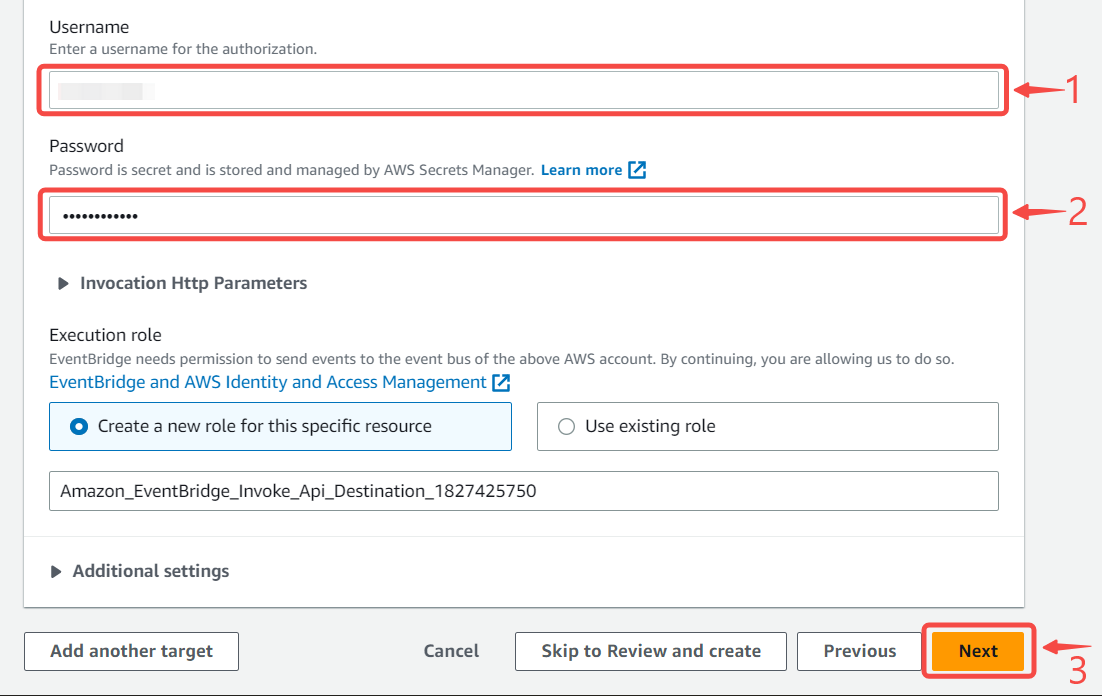 Username
Enter a username for the authorization.
1
Password
Password is secret and is stored and managed by AWS Secrets Manager. Learn more
••••••••••••
2
Invocation Http Parameters
Execution role
EventBridge needs permission to send events to the event bus of the above AWS account. By continuing, you are allowing us to do so.
EventBridge and AWS Identity and Access Management
Create a new role for this specific resource
Use existing role
Amazon_EventBridge_Invoke_Api_Destination_1827425750
Additional settings
Add another target
Cancel
Skip to Review and create
Previous
Next
3